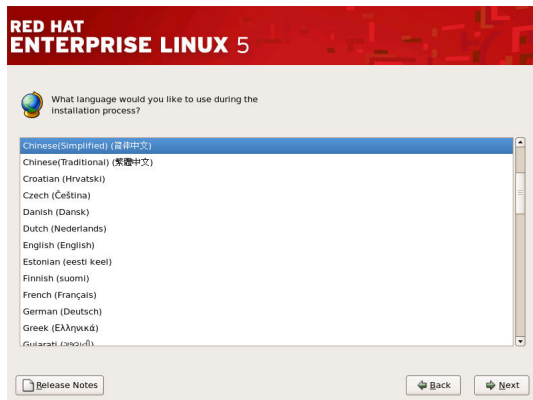 RED HAT
ENTERPRISE LINUX 5
What language would you like to use during the
installation process?
Chinese(Simplified) (简体中文)
Chinese(Traditional) (繁體中文)
Croatian (Hrvatski)
Czech (Čeština)
Danish (Dansk)
Dutch (Nederlands)
English (English)
Estonian (eesti keel)
Finnish (suomi)
French (Français)
German (Deutsch)
Greek (Ελληνικά)
Gujarati (ગુજરાતી)
Release Notes
Back
Next